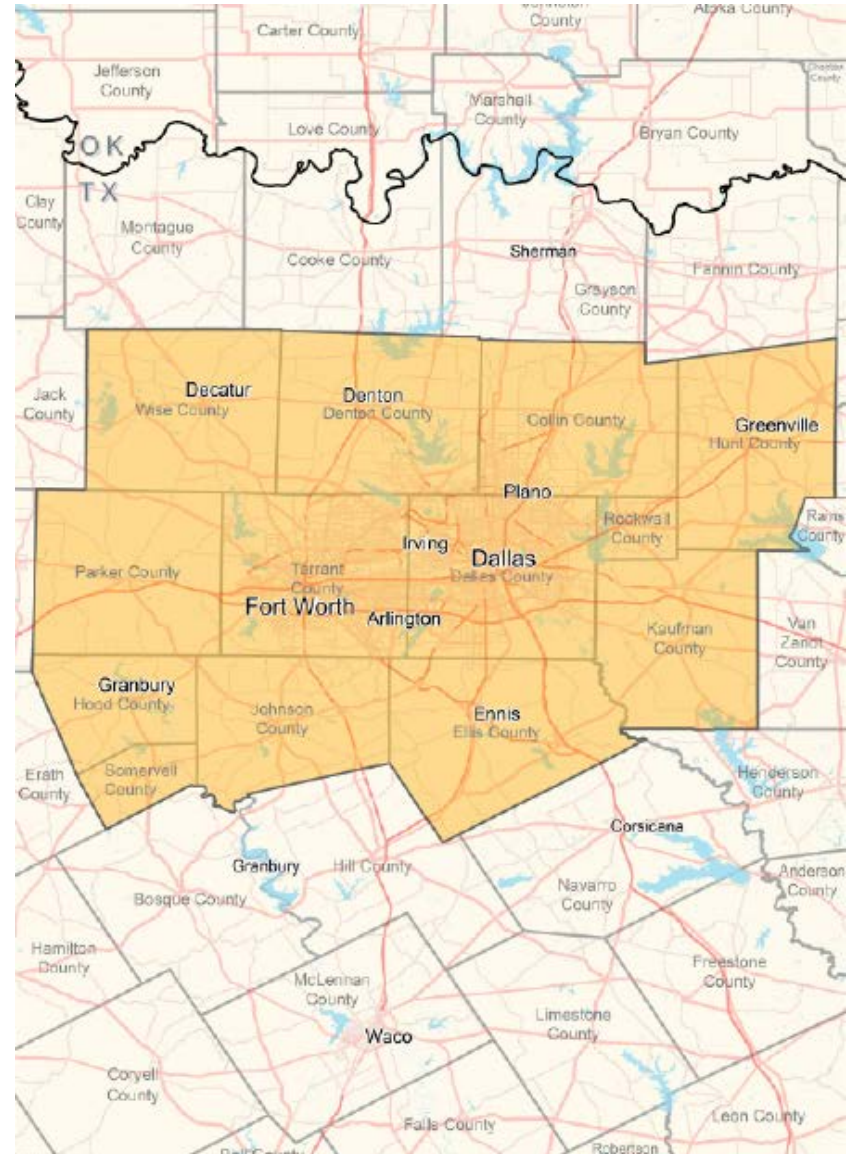 County
Atoka County
Carter County
Jefferson
County
Marshall
County
Love County
Bryan County
OK
TX
Clay
County
Montague
County
Cooke County
Sherman
Grayson
County
Fannin County
Jack
County
Decatur
Wise County
Denton
Denton County
Collin County
Greenville
Hunt County
Plano
Rockwall
County
Rains
County
Irving
Dallas
Dallas County
Parker County
Tarrant
County
Fort Worth
Arlington
Kaufman
County
Van
Zandt
County
Granbury
Hood County
Johnson
County
Ennis
Ellis County
Erath
County
Somervell
County
Henderson
County
Corsicana
Granbury
Hill County
Bosque County
Navarro
County
Anderson
County
Hamilton
County
McLennan
County
Freestone
County
Limestone
County
Waco
Coryell
County
Falls County
Leon County
Robertson